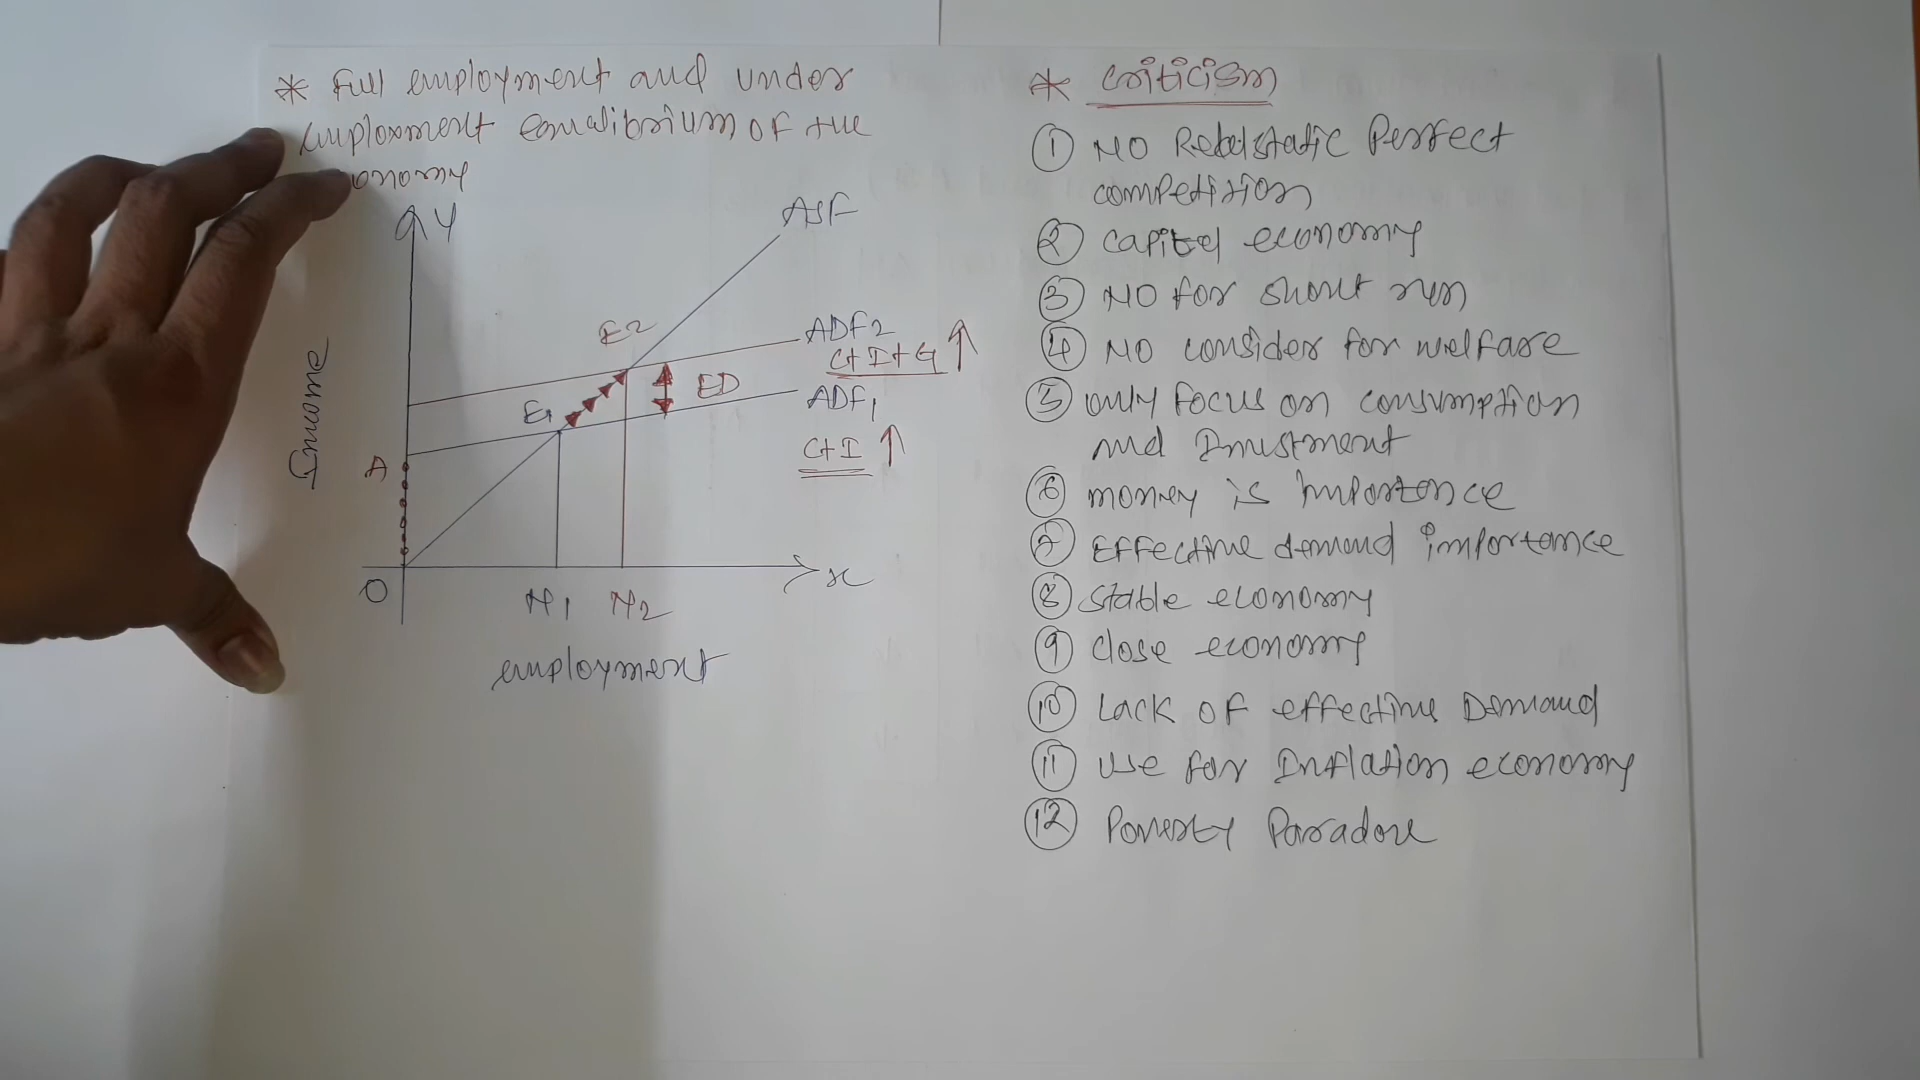 * Full employment and under
employment equilibrium of the
onomy
Y
ASF
E2
ADF2
C+I+G
ED
E1
ADF1
C+I
Income
A
O
x
N1 N2
employment
* Criticism
1 NO Realstatic Perfect
competition
2 capital economy
3 NO for short run
4 NO consider for welfare
5 only focus on consumption
and Investment
6 money is importence
7 Effective demand importance
8 stable economy
9 close economy
10 Lack of effective Demand
11 use for Inflation economy
12 Poverty Paradox